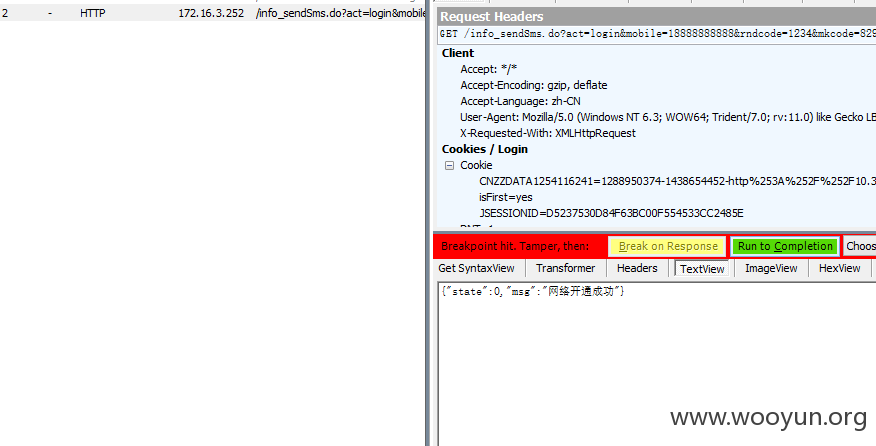 2 - HTTP 172.16.3.252 /info_sendSms.do?act=login&mobile
Request Headers
GET /info_sendSms.do?act=login&mobile=18888888888&rndcode=1234&mkcode=829
Client
Accept: */*
Accept-Encoding: gzip, deflate
Accept-Language: zh-CN
User-Agent: Mozilla/5.0 (Windows NT 6.3; WOW64; Trident/7.0; rv:11.0) like Gecko LB
X-Requested-With: XMLHttpRequest
Cookies / Login
Cookie
CNZZDATA1254116241=1288950374-1438654452-http%253A%252F%252F10.3
isFirst=yes
JSESSIONID=D5237530D84F63BC00F554533CC2485E
Breakpoint hit. Tamper, then: Break on Response Run to Completion Choos
Get SyntaxView Transformer Headers TextView ImageView HexView
{"state":0,"msg":"网络开通成功"}
www.wooyun.org